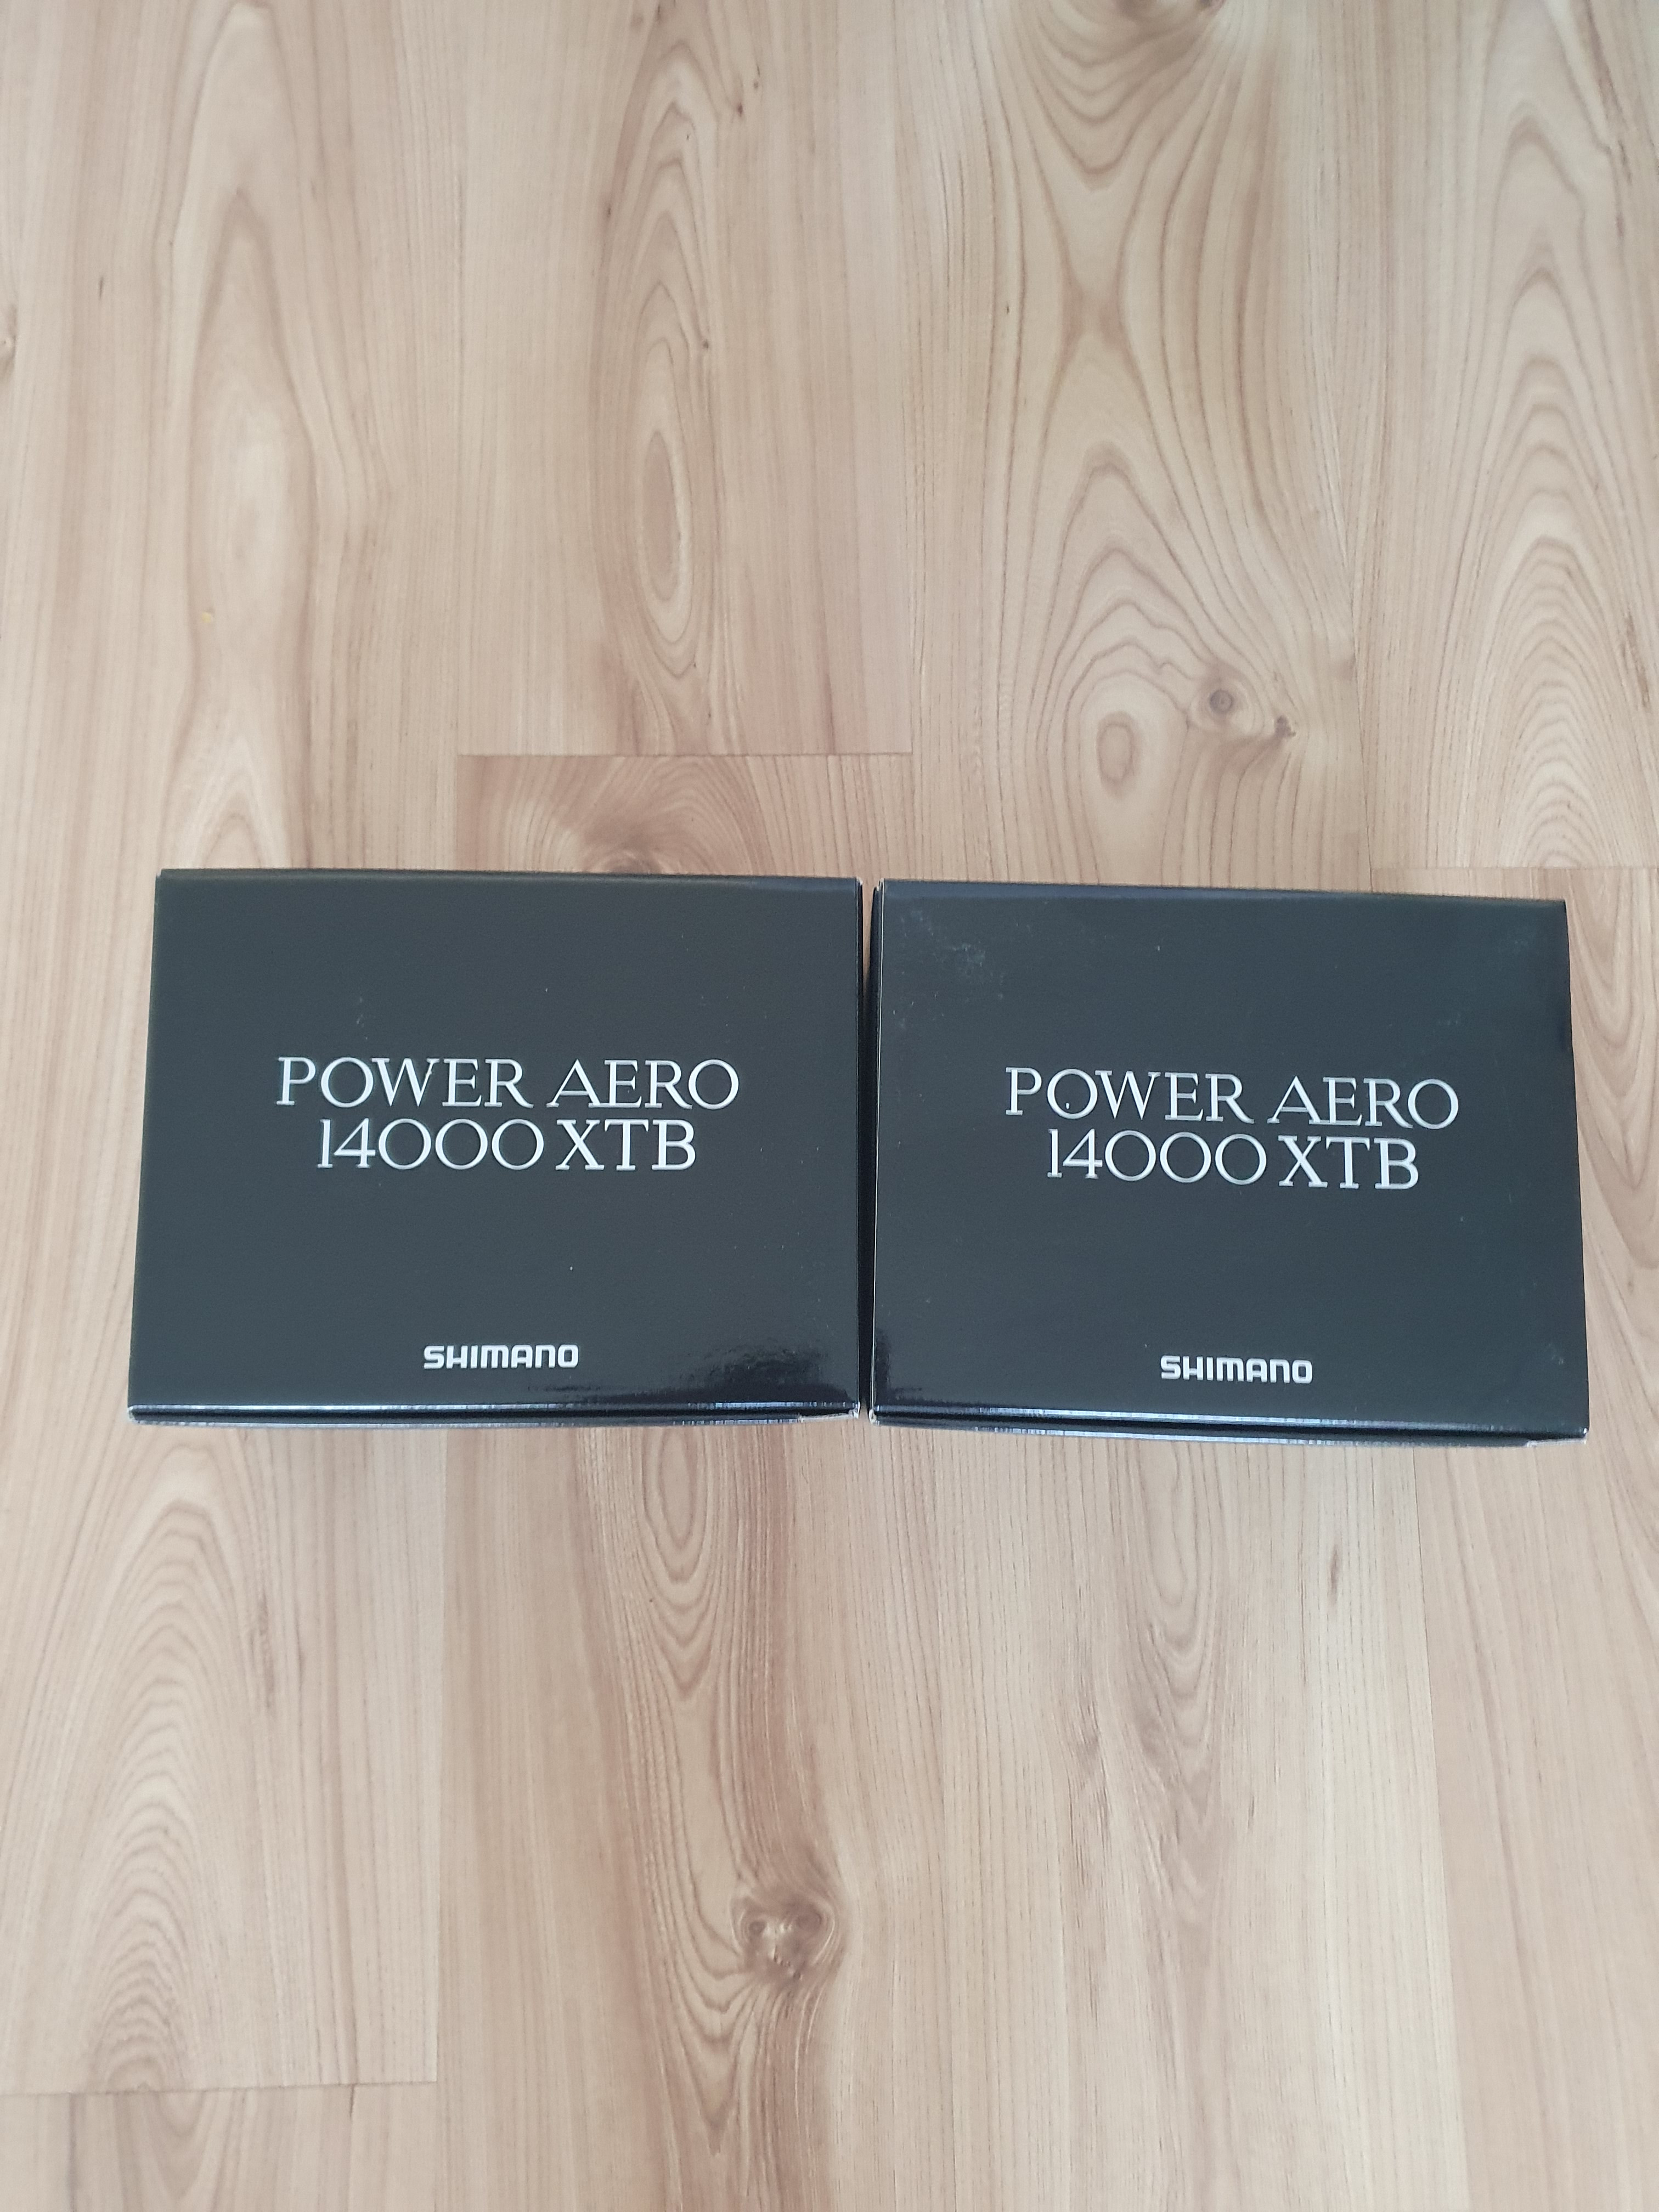 POWER AERO
14000 XTB
SHIMANO
POWER AERO
14000 XTB
SHIMANO